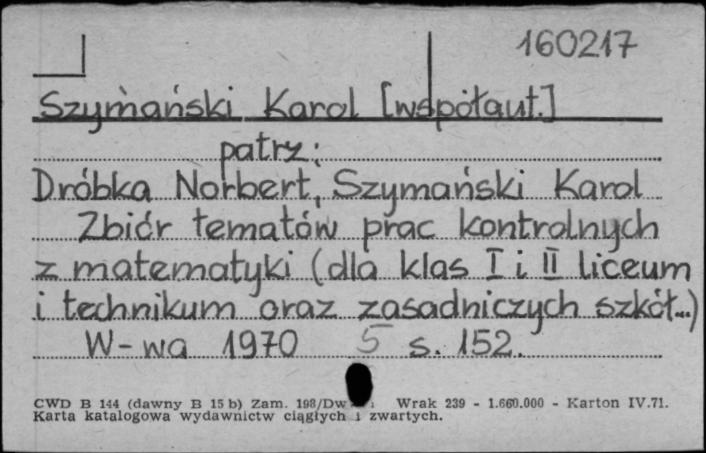 160217
Szymański Karol [współaut.]
patrz:
Dróbka Norbert, Szymański Karol
Zbiór tematów prac kontrolnych
z matematyki (dla klas I i II liceum
i technikum oraz zasadniczych szkół...)
W-wa 1970 5 s. 152.
CWD B 144 (dawny B 15 b) Zam. 198/Dw Wrak 239 - 1.660.000 - Karton IV.71.
Karta katalogowa wydawnictw ciągłych i zwartych.